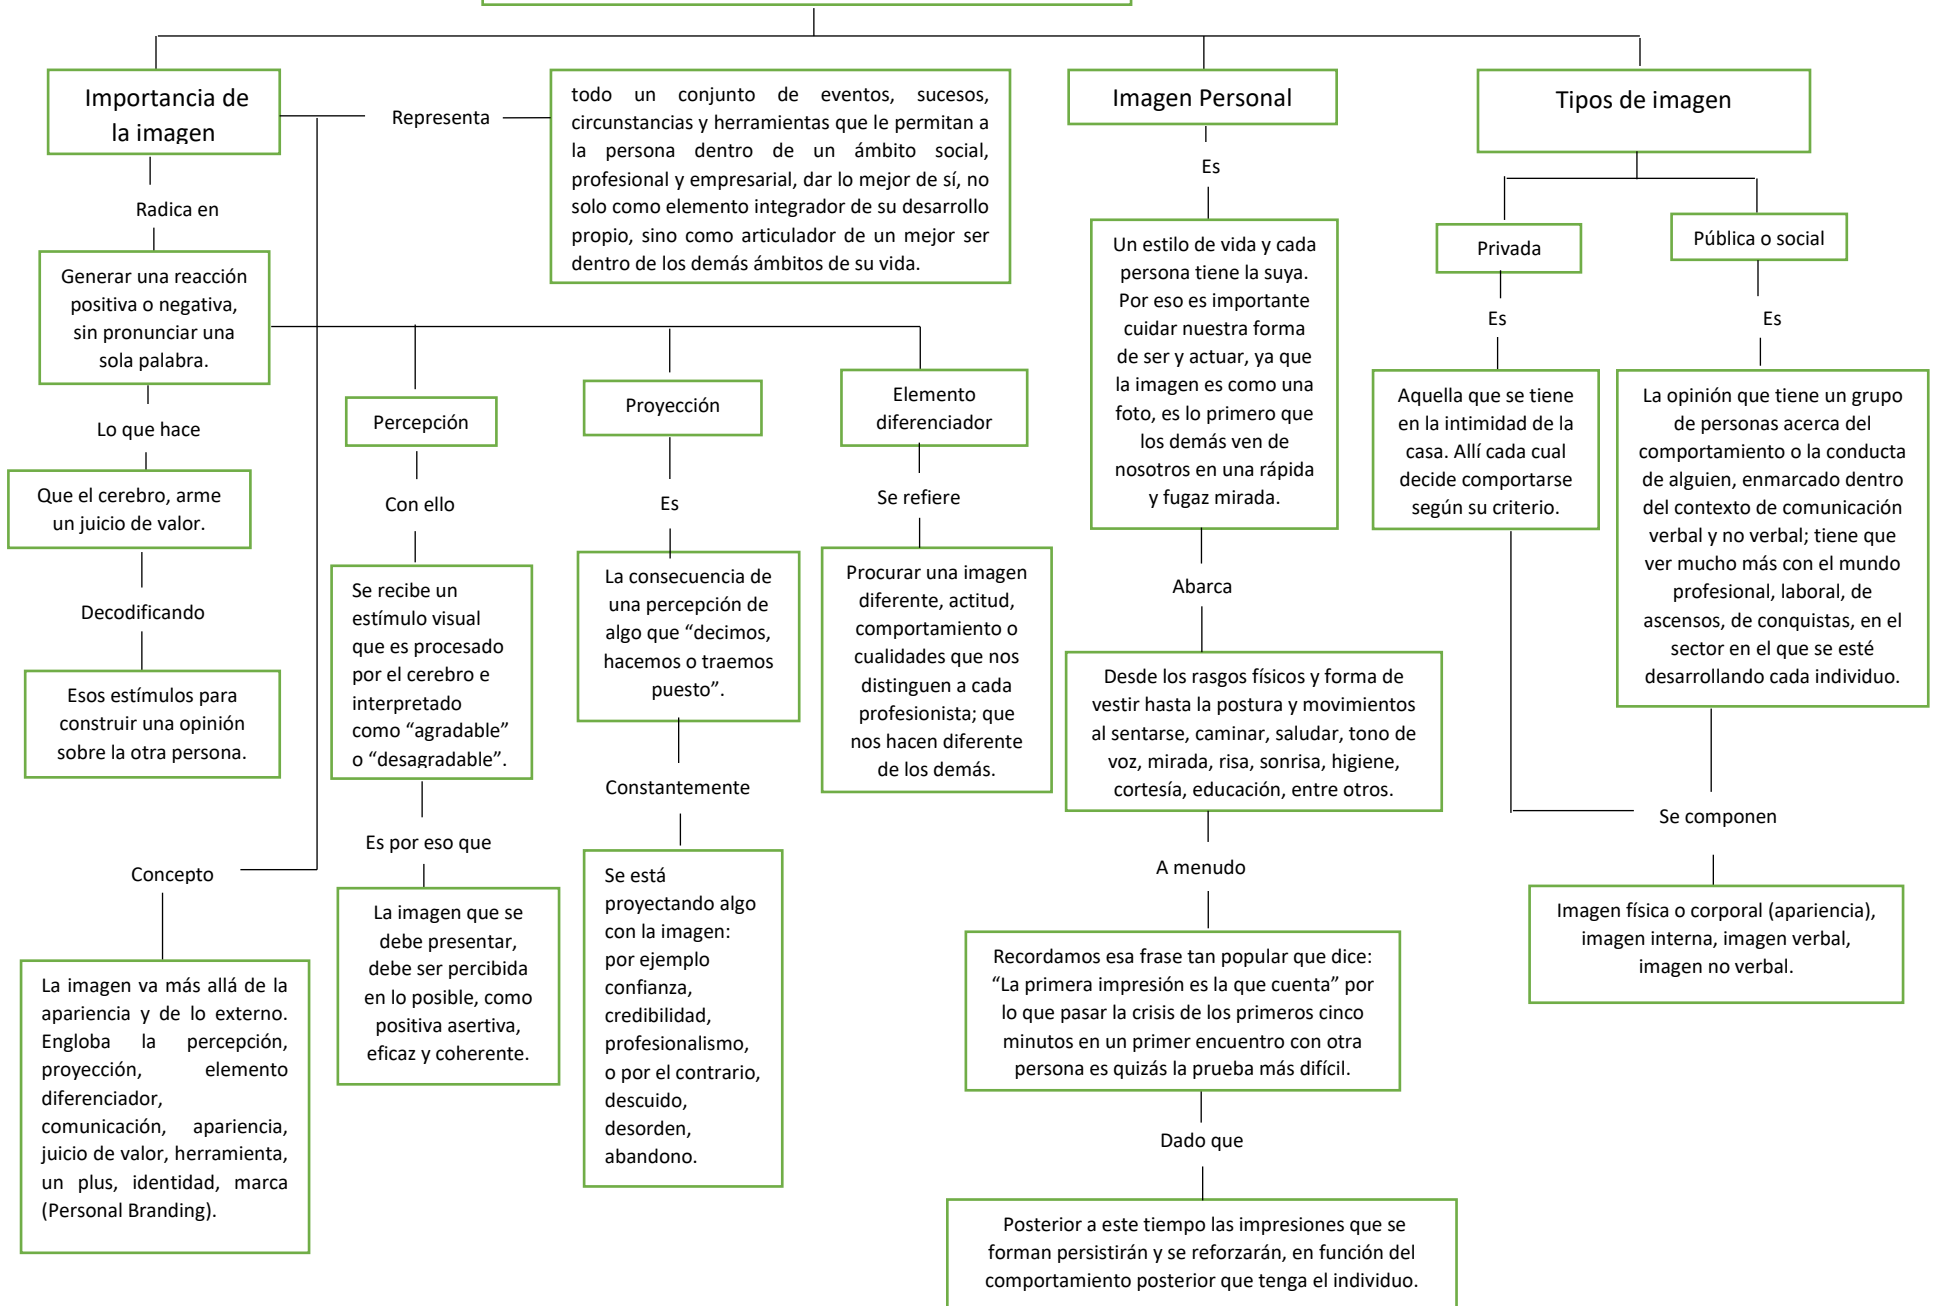 Importancia de
la imagen
Representa
todo un conjunto de eventos, sucesos,
circunstancias y herramientas que le permitan a
la persona dentro de un ámbito social,
profesional y empresarial, dar lo mejor de sí, no
solo como elemento integrador de su desarrollo
propio, sino como articulador de un mejor ser
dentro de los demás ámbitos de su vida.
Radica en
Generar una reacción
positiva o negativa,
sin pronunciar una
sola palabra.
Lo que hace
Que el cerebro, arme
un juicio de valor.
Decodificando
Esos estímulos para
construir una opinión
sobre la otra persona.
Concepto
La imagen va más allá de la
apariencia y de lo externo.
Engloba la percepción,
proyección, elemento
diferenciador,
comunicación, apariencia,
juicio de valor, herramienta,
un plus, identidad, marca
(Personal Branding).
Percepción
Con ello
Se recibe un
estímulo visual
que es procesado
por el cerebro e
interpretado
como “agradable”
o “desagradable”.
Es por eso que
La imagen que se
debe presentar,
debe ser percibida
en lo posible, como
positiva asertiva,
eficaz y coherente.
Proyección
Es
La consecuencia de
una percepción de
algo que “decimos,
hacemos o traemos
puesto”.
Constantemente
Se está
proyectando algo
con la imagen:
por ejemplo
confianza,
credibilidad,
profesionalismo,
o por el contrario,
descuido,
desorden,
abandono.
Elemento
diferenciador
Se refiere
Procurar una imagen
diferente, actitud,
comportamiento o
cualidades que nos
distinguen a cada
profesionista; que
nos hacen diferente
de los demás.
Imagen Personal
Es
Un estilo de vida y cada
persona tiene la suya.
Por eso es importante
cuidar nuestra forma
de ser y actuar, ya que
la imagen es como una
foto, es lo primero que
los demás ven de
nosotros en una rápida
y fugaz mirada.
Abarca
Desde los rasgos físicos y forma de
vestir hasta la postura y movimientos
al sentarse, caminar, saludar, tono de
voz, mirada, risa, sonrisa, higiene,
cortesía, educación, entre otros.
A menudo
Recordamos esa frase tan popular que dice:
“La primera impresión es la que cuenta” por
lo que pasar la crisis de los primeros cinco
minutos en un primer encuentro con otra
persona es quizás la prueba más difícil.
Dado que
Posterior a este tiempo las impresiones que se
forman persistirán y se reforzarán, en función del
comportamiento posterior que tenga el individuo.
Tipos de imagen
Privada
Es
Aquella que se tiene
en la intimidad de la
casa. Allí cada cual
decide comportarse
según su criterio.
Pública o social
Es
La opinión que tiene un grupo
de personas acerca del
comportamiento o la conducta
de alguien, enmarcado dentro
del contexto de comunicación
verbal y no verbal; tiene que
ver mucho más con el mundo
profesional, laboral, de
ascensos, de conquistas, en el
sector en el que se esté
desarrollando cada individuo.
Se componen
Imagen física o corporal (apariencia),
imagen interna, imagen verbal,
imagen no verbal.